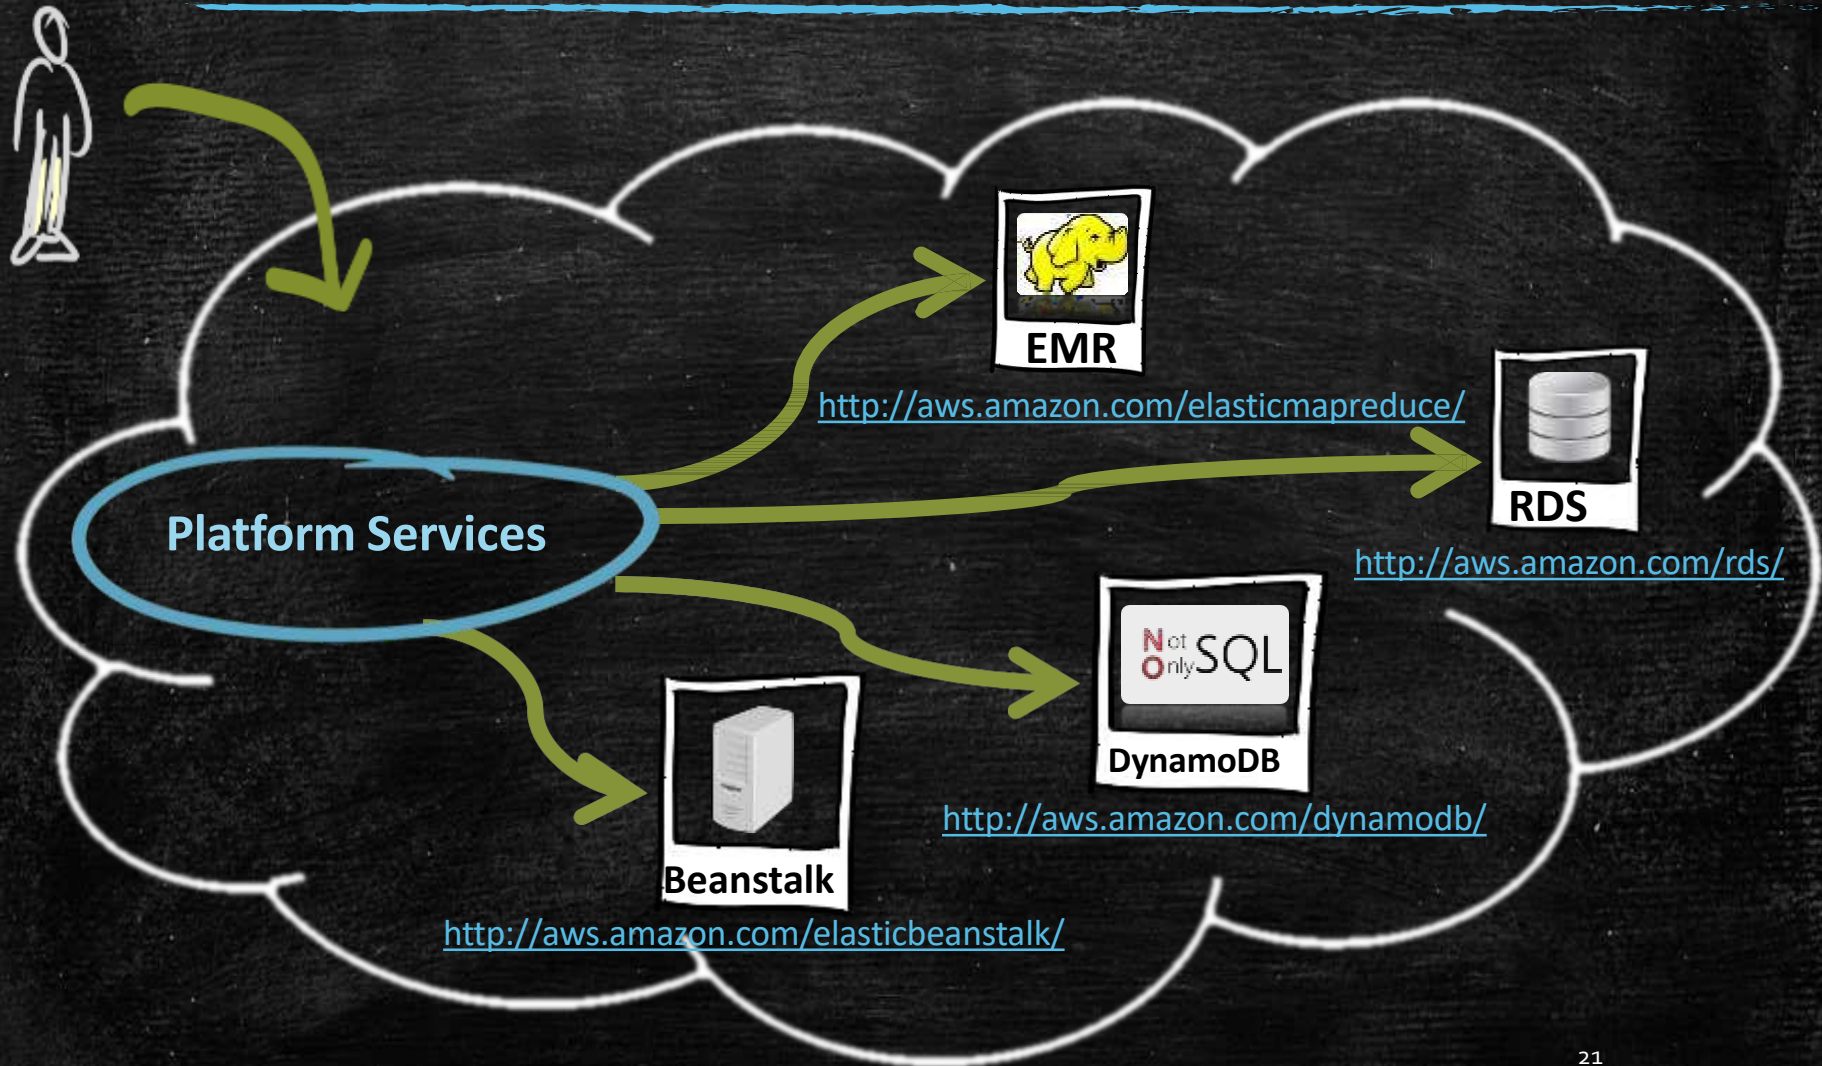 EMR
http://aws.amazon.com/elasticmapreduce/
RDS
http://aws.amazon.com/rds/
Platform Services
Not
Only SQL
DynamoDB
http://aws.amazon.com/dynamodb/
Beanstalk
http://aws.amazon.com/elasticbeanstalk/
21